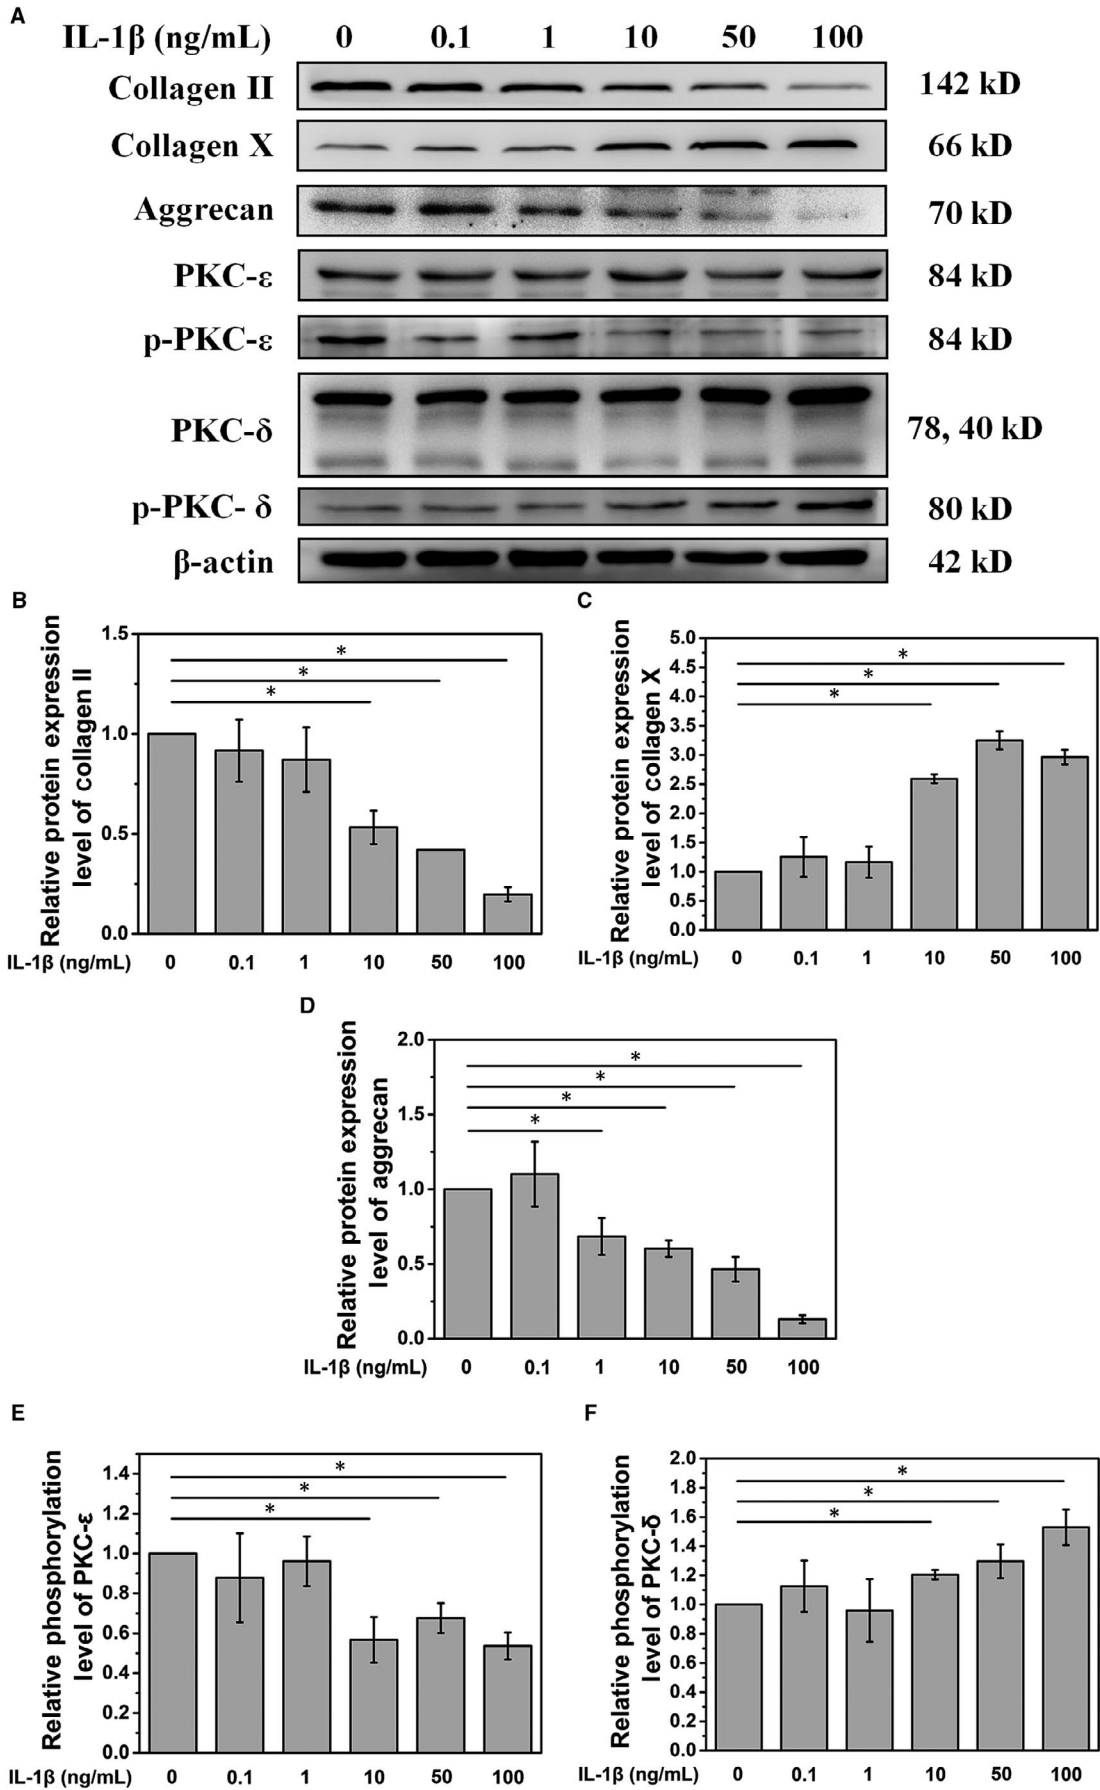 A
IL-1β (ng/mL) 0 0.1 1 10 50 100
Collagen II 142 kD
Collagen X 66 kD
Aggrecan 70 kD
PKC-ε 84 kD
p-PKC-ε 84 kD
PKC-δ 78, 40 kD
p-PKC- δ 80 kD
β-actin 42 kD
B
Relative protein expression
level of collagen II
1.5
1.0
0.5
0.0
* 
*
*
IL-1β (ng/mL) 0 0.1 1 10 50 100
C
Relative protein expression
level of collagen X
5.0
4.5
4.0
3.5
3.0
2.5
2.0
1.5
1.0
0.5
0.0
*
*
*
IL-1β (ng/mL) 0 0.1 1 10 50 100
D
Relative protein expression
level of aggrecan
2.0
1.5
1.0
0.5
0.0
*
*
*
*
IL-1β (ng/mL) 0 0.1 1 10 50 100
E
Relative phosphorylation
level of PKC-ε
1.4
1.2
1.0
0.8
0.6
0.4
0.2
0.0
*
*
*
IL-1β (ng/mL) 0 0.1 1 10 50 100
F
Relative phosphorylation
level of PKC-δ
2.0
1.8
1.6
1.4
1.2
1.0
0.8
0.6
0.4
0.2
0.0
*
*
*
IL-1β (ng/mL) 0 0.1 1 10 50 100